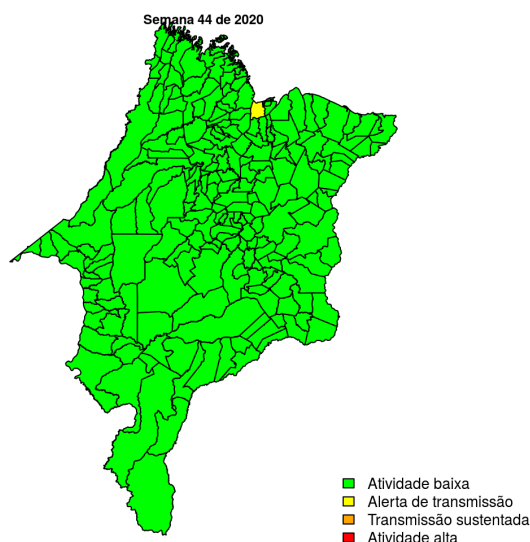 Semana 44 de 2020
Atividade baixa
Alerta de transmissão
Transmissão sustentada
Atividade alta